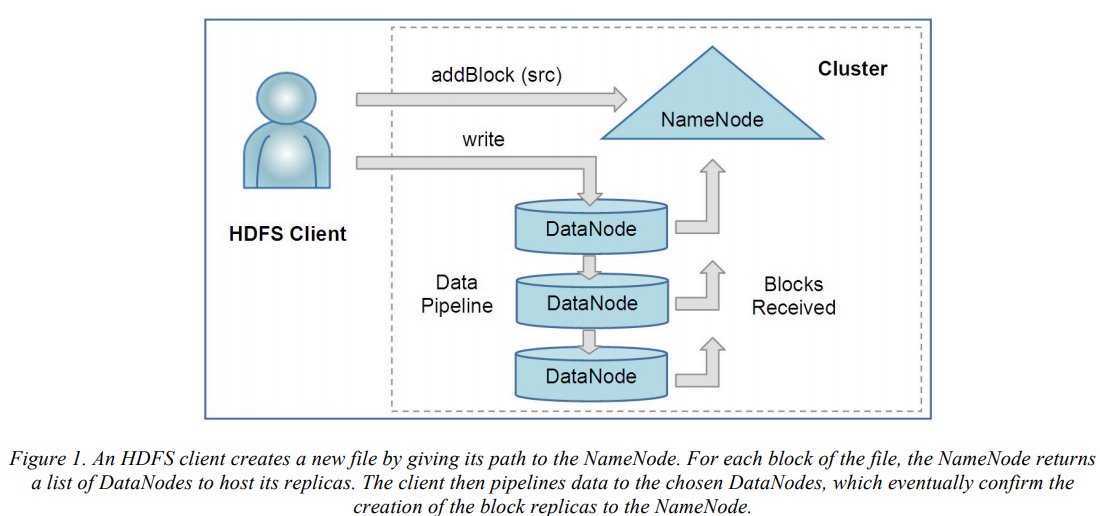 addBlock (src)
Cluster
NameNode
write
HDFS Client
DataNode
Data
Pipeline
DataNode
Blocks
Received
DataNode
Figure 1. An HDFS client creates a new file by giving its path to the NameNode. For each block of the file, the NameNode returns
a list of DataNodes to host its replicas. The client then pipelines data to the chosen DataNodes, which eventually confirm the
creation of the block replicas to the NameNode.